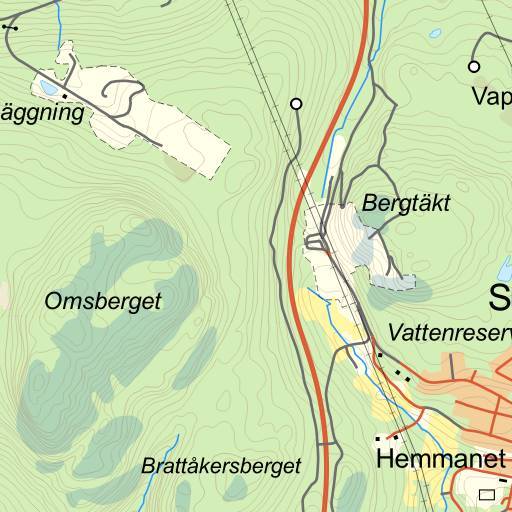 Vap
äggning
Bergtäkt
Omsberget
S
Vattenreserv
Brattåkersberget
Hemmanet